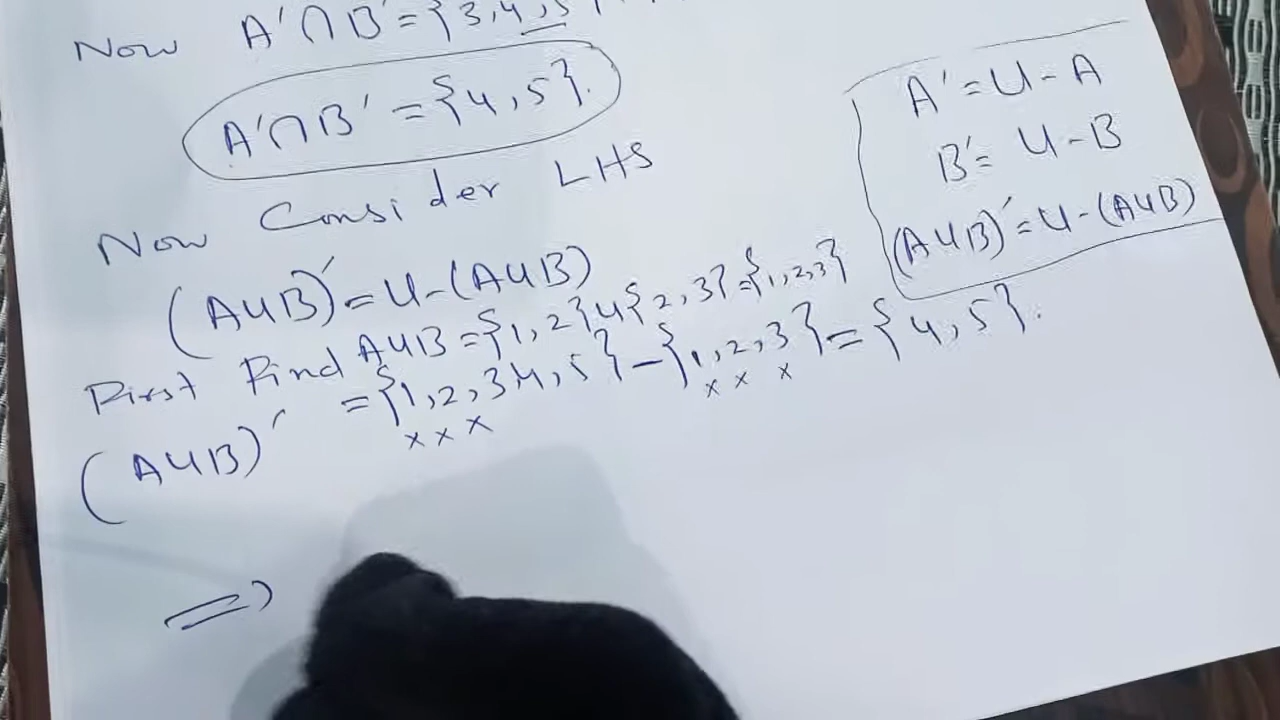 Now A'∩B' = {3,4,5
A'∩B' = {4,5}.
Now Consider LHS
(A∪B)' = U-(A∪B)
First Find A∪B = {1,2}∪{2,3} = {1,2,3}
(A∪B)' = {1,2,3 4,5} - {1,2,3} = {4,5}.
x x x x x x
⇒
A' = U - A
B' = U - B
(A∪B)' = U-(A∪B)